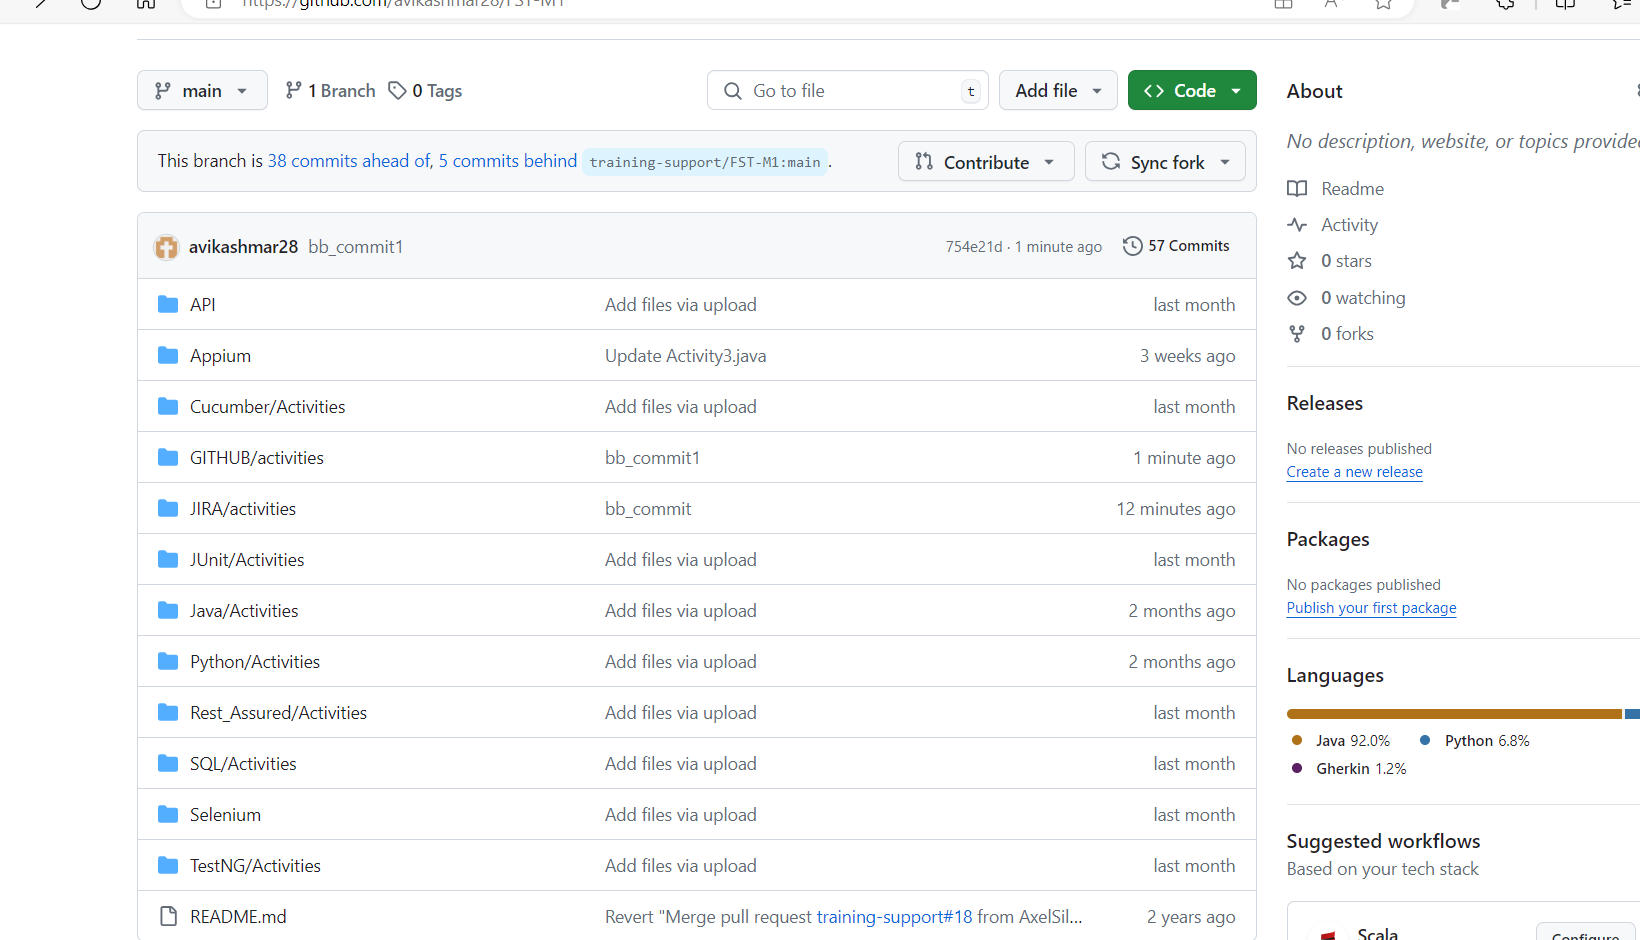 https://github.com/avikashmar28/FST-M1
main
1 Branch
0 Tags
Go to file
t
Add file
Code
This branch is 38 commits ahead of, 5 commits behind training-support/FST-M1:main .
Contribute
Sync fork
avikashmar28 bb_commit1
754e21d · 1 minute ago
57 Commits
API Add files via upload last month
Appium Update Activity3.java 3 weeks ago
Cucumber/Activities Add files via upload last month
GITHUB/activities bb_commit1 1 minute ago
JIRA/activities bb_commit 12 minutes ago
JUnit/Activities Add files via upload last month
Java/Activities Add files via upload 2 months ago
Python/Activities Add files via upload 2 months ago
Rest_Assured/Activities Add files via upload last month
SQL/Activities Add files via upload last month
Selenium Add files via upload last month
TestNG/Activities Add files via upload last month
README.md Revert "Merge pull request training-support#18 from AxelSil... 2 years ago
About
No description, website, or topics provided
Readme
Activity
0 stars
0 watching
0 forks
Releases
No releases published
Create a new release
Packages
No packages published
Publish your first package
Languages
Java 92.0% Python 6.8%
Gherkin 1.2%
Suggested workflows
Based on your tech stack
Scala
Configure